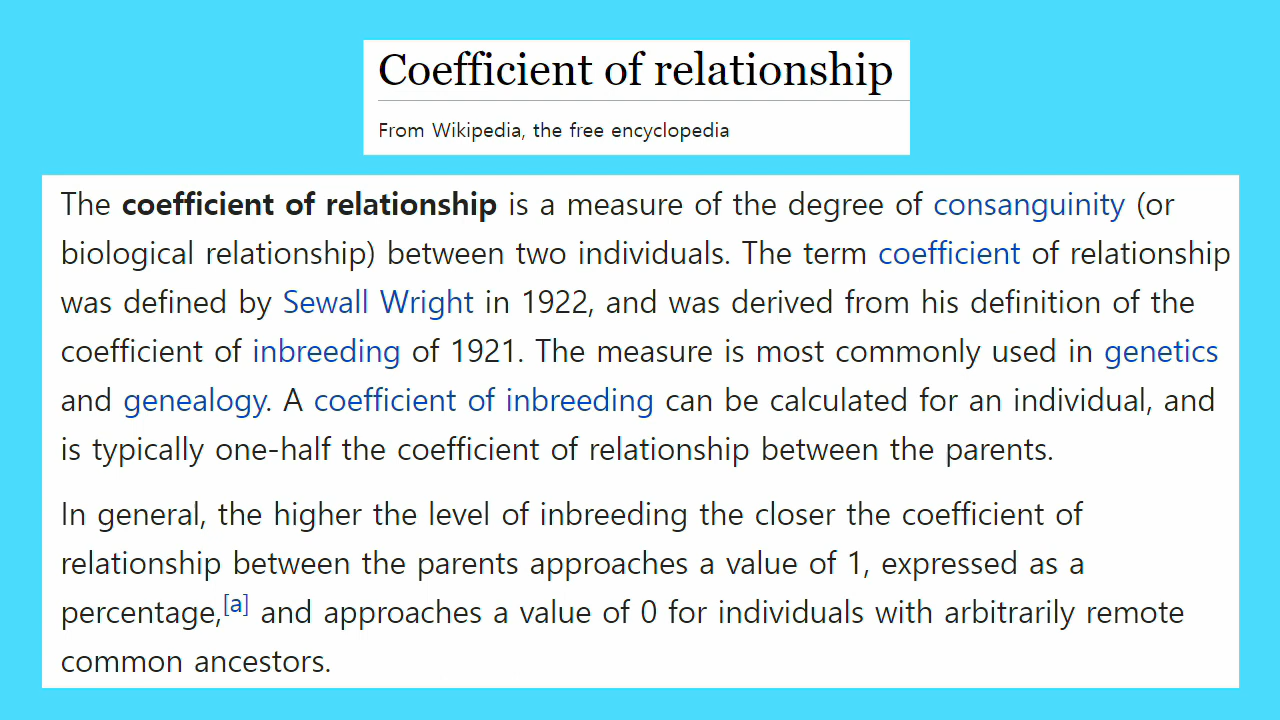 Coefficient of relationship
From Wikipedia, the free encyclopedia
The coefficient of relationship is a measure of the degree of consanguinity (or
biological relationship) between two individuals. The term coefficient of relationship
was defined by Sewall Wright in 1922, and was derived from his definition of the
coefficient of inbreeding of 1921. The measure is most commonly used in genetics
and genealogy. A coefficient of inbreeding can be calculated for an individual, and
is typically one-half the coefficient of relationship between the parents.
In general, the higher the level of inbreeding the closer the coefficient of
relationship between the parents approaches a value of 1, expressed as a
percentage,[a] and approaches a value of 0 for individuals with arbitrarily remote
common ancestors.